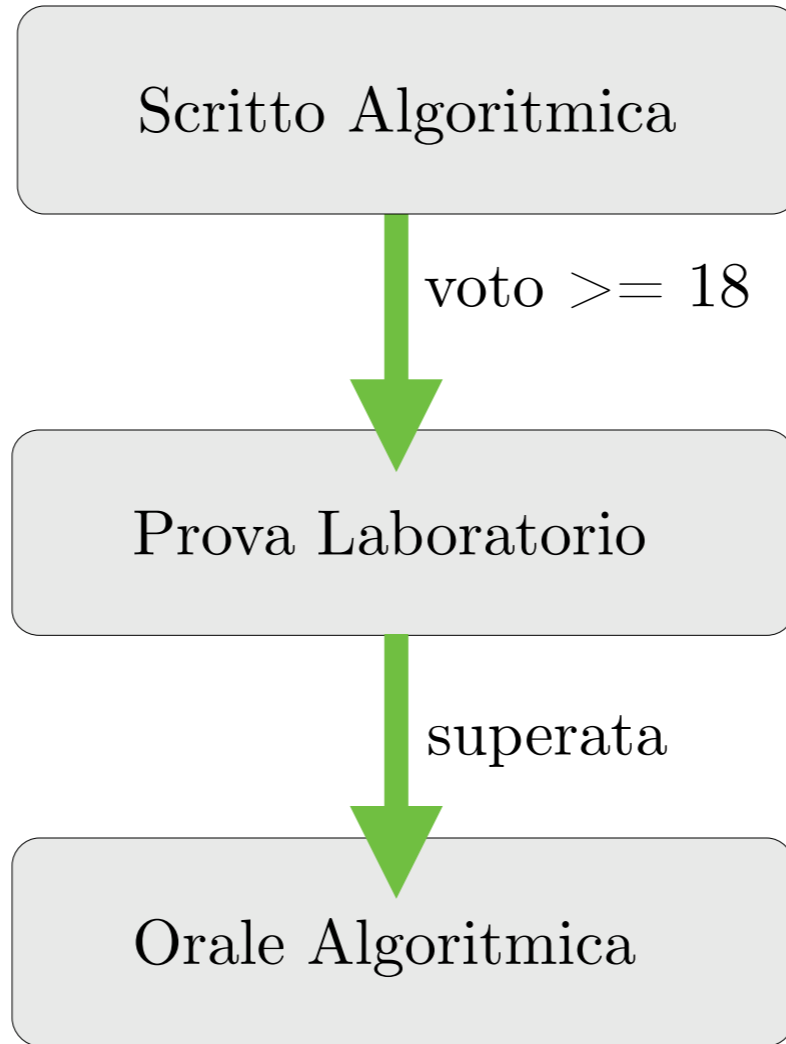 Scritto Algoritmica
voto >= 18
Prova Laboratorio
superata
Orale Algoritmica